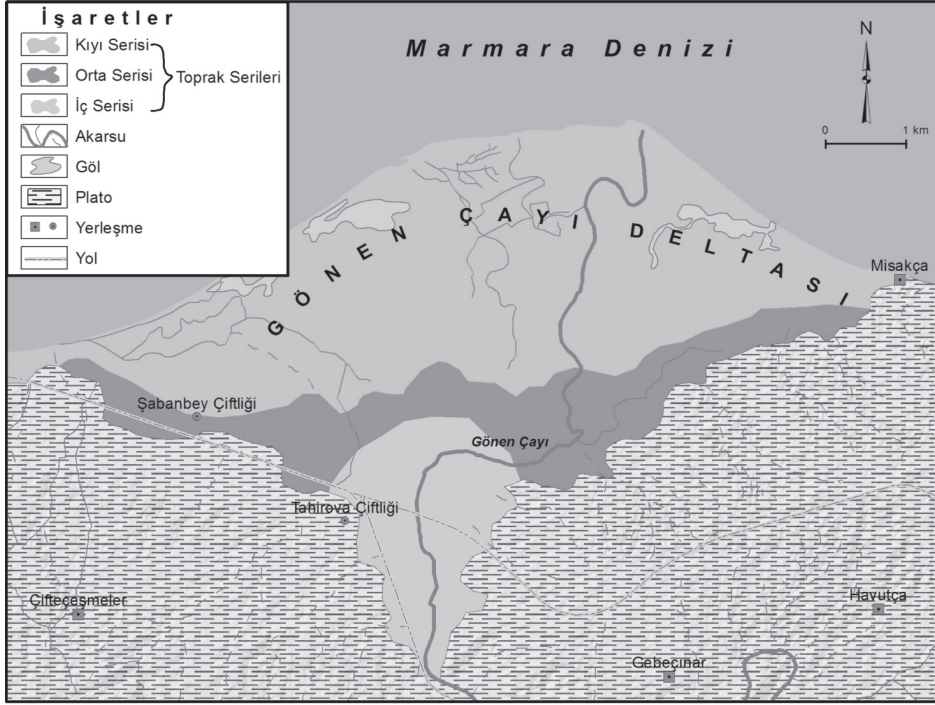 İşaretler
Kıyı Serisi
Orta Serisi
İç Serisi
Toprak Serileri
Akarsu
Göl
Plato
Yerleşme
Yol
Marmara Denizi
N
0 1 km
GÖNEN ÇAYI DELTASI
Misakça
Şabanbey Çiftliği
Gönen Çayı
Tahirova Çiftliği
Çifteçeşmeler
Havutça
Gebeçınar